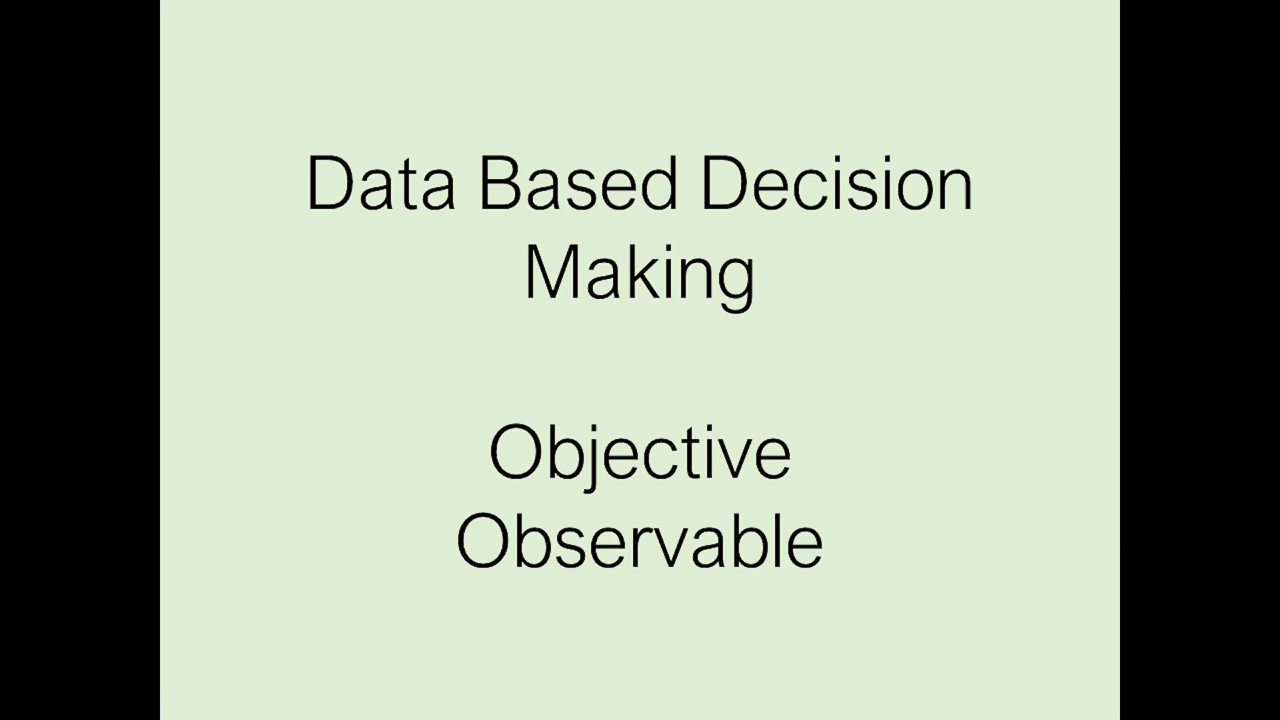 Data Based Decision
Making
Objective
Observable